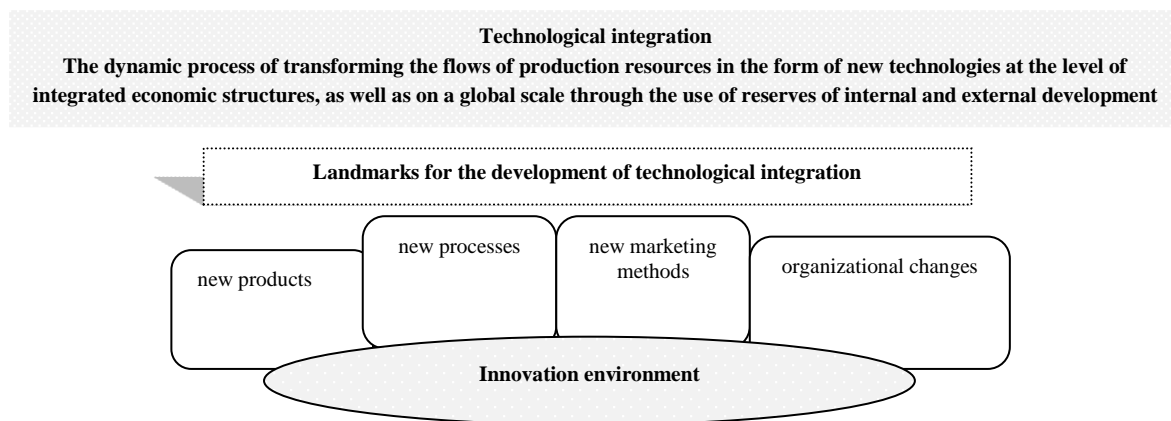 Technological integration
The dynamic process of transforming the flows of production resources in the form of new technologies at the level of
integrated economic structures, as well as on a global scale through the use of reserves of internal and external development
Landmarks for the development of technological integration
new products
new processes
new marketing
methods
organizational changes
Innovation environment